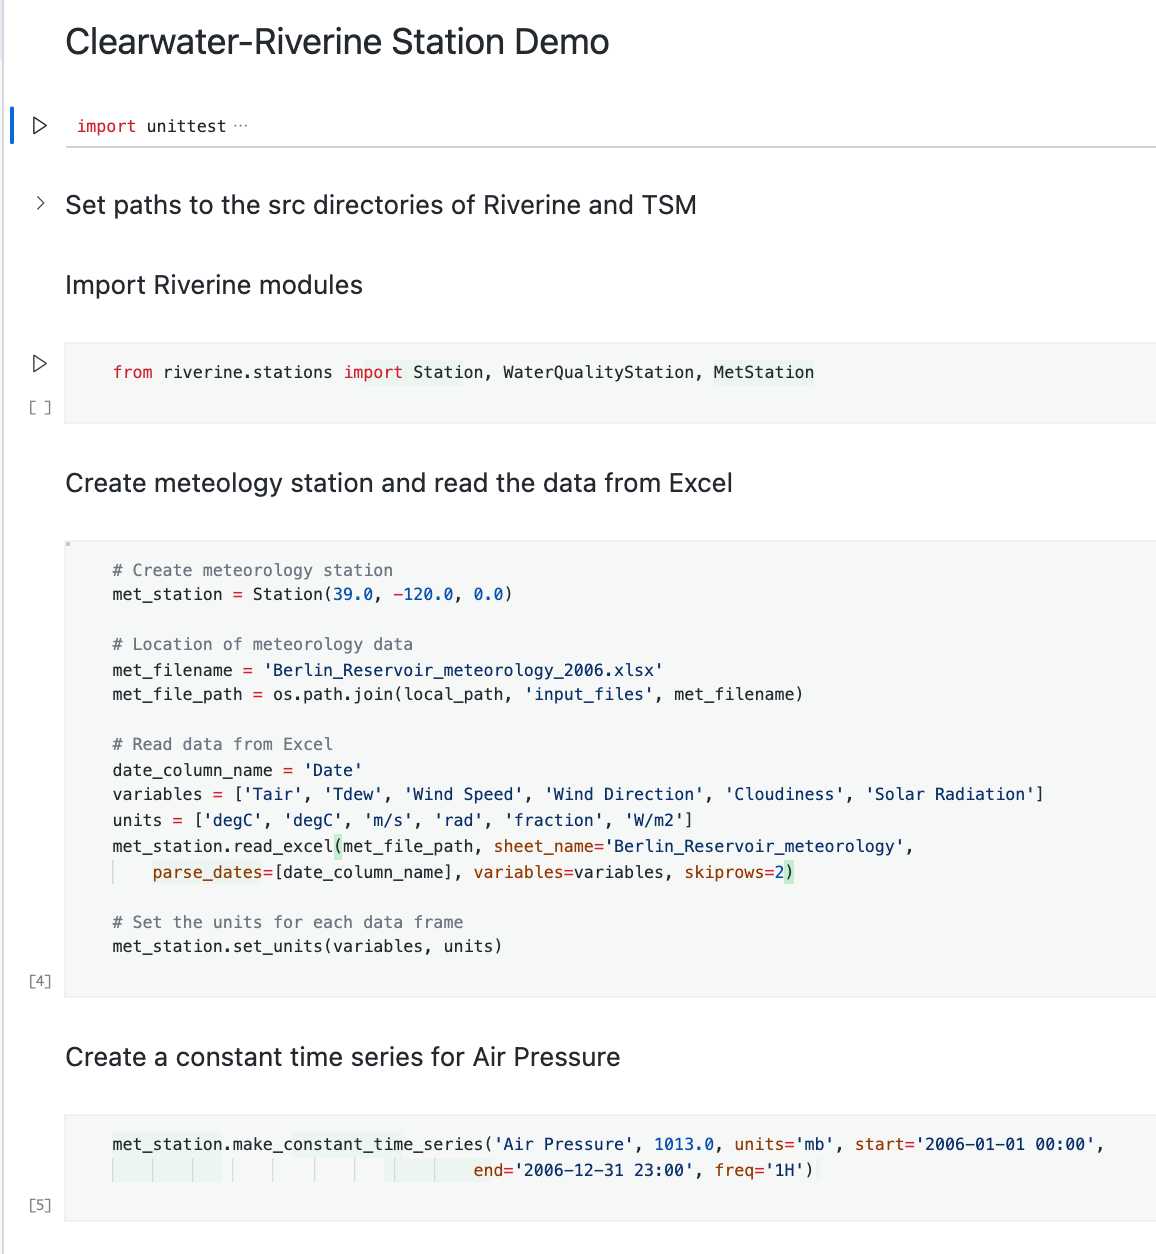 Clearwater-Riverine Station Demo
import unittest ···
Set paths to the src directories of Riverine and TSM
Import Riverine modules
from riverine.stations import Station, WaterQualityStation, MetStation
[ ]
Create meteology station and read the data from Excel
# Create meteorology station
met_station = Station(39.0, -120.0, 0.0)
# Location of meteorology data
met_filename = 'Berlin_Reservoir_meteorology_2006.xlsx'
met_file_path = os.path.join(local_path, 'input_files', met_filename)
# Read data from Excel
date_column_name = 'Date'
variables = ['Tair', 'Tdew', 'Wind Speed', 'Wind Direction', 'Cloudiness', 'Solar Radiation']
units = ['degC', 'degC', 'm/s', 'rad', 'fraction', 'W/m2']
met_station.read_excel(met_file_path, sheet_name='Berlin_Reservoir_meteorology',
parse_dates=[date_column_name], variables=variables, skiprows=2)
# Set the units for each data frame
met_station.set_units(variables, units)
[4]
Create a constant time series for Air Pressure
met_station.make_constant_time_series('Air Pressure', 1013.0, units='mb', start='2006-01-01 00:00',
end='2006-12-31 23:00', freq='1H')
[5]